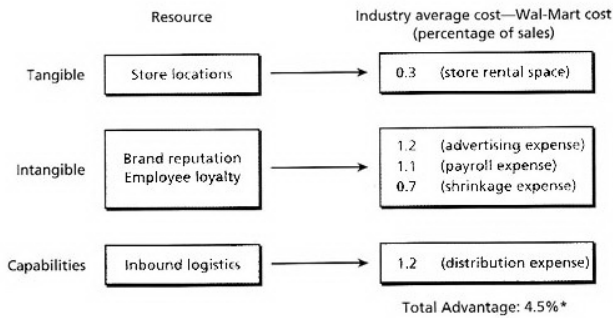 Resource
Industry average cost—Wal-Mart cost
(percentage of sales)
Tangible
Store locations
0.3 (store rental space)
Intangible
Brand reputation
Employee loyalty
1.2 (advertising expense)
1.1 (payroll expense)
0.7 (shrinkage expense)
Capabilities
Inbound logistics
1.2 (distribution expense)
Total Advantage: 4.5%*